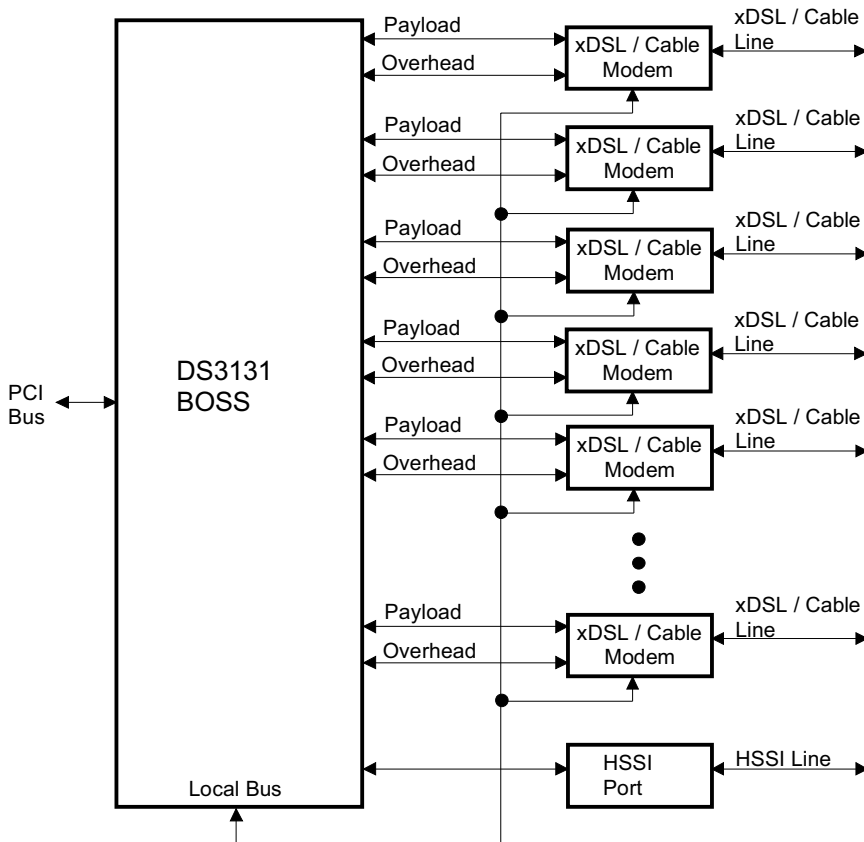 Payload
xDSL / Cable
Modem
xDSL / Cable
Line
Overhead
Payload
xDSL / Cable
Modem
xDSL / Cable
Line
Overhead
Payload
xDSL / Cable
Modem
xDSL / Cable
Line
Overhead
Payload
xDSL / Cable
Modem
xDSL / Cable
Line
Overhead
PCI
Bus
DS3131
BOSS
Payload
xDSL / Cable
Modem
xDSL / Cable
Line
Overhead
Payload
xDSL / Cable
Modem
xDSL / Cable
Line
Overhead
HSSI
Port
HSSI Line
Local Bus